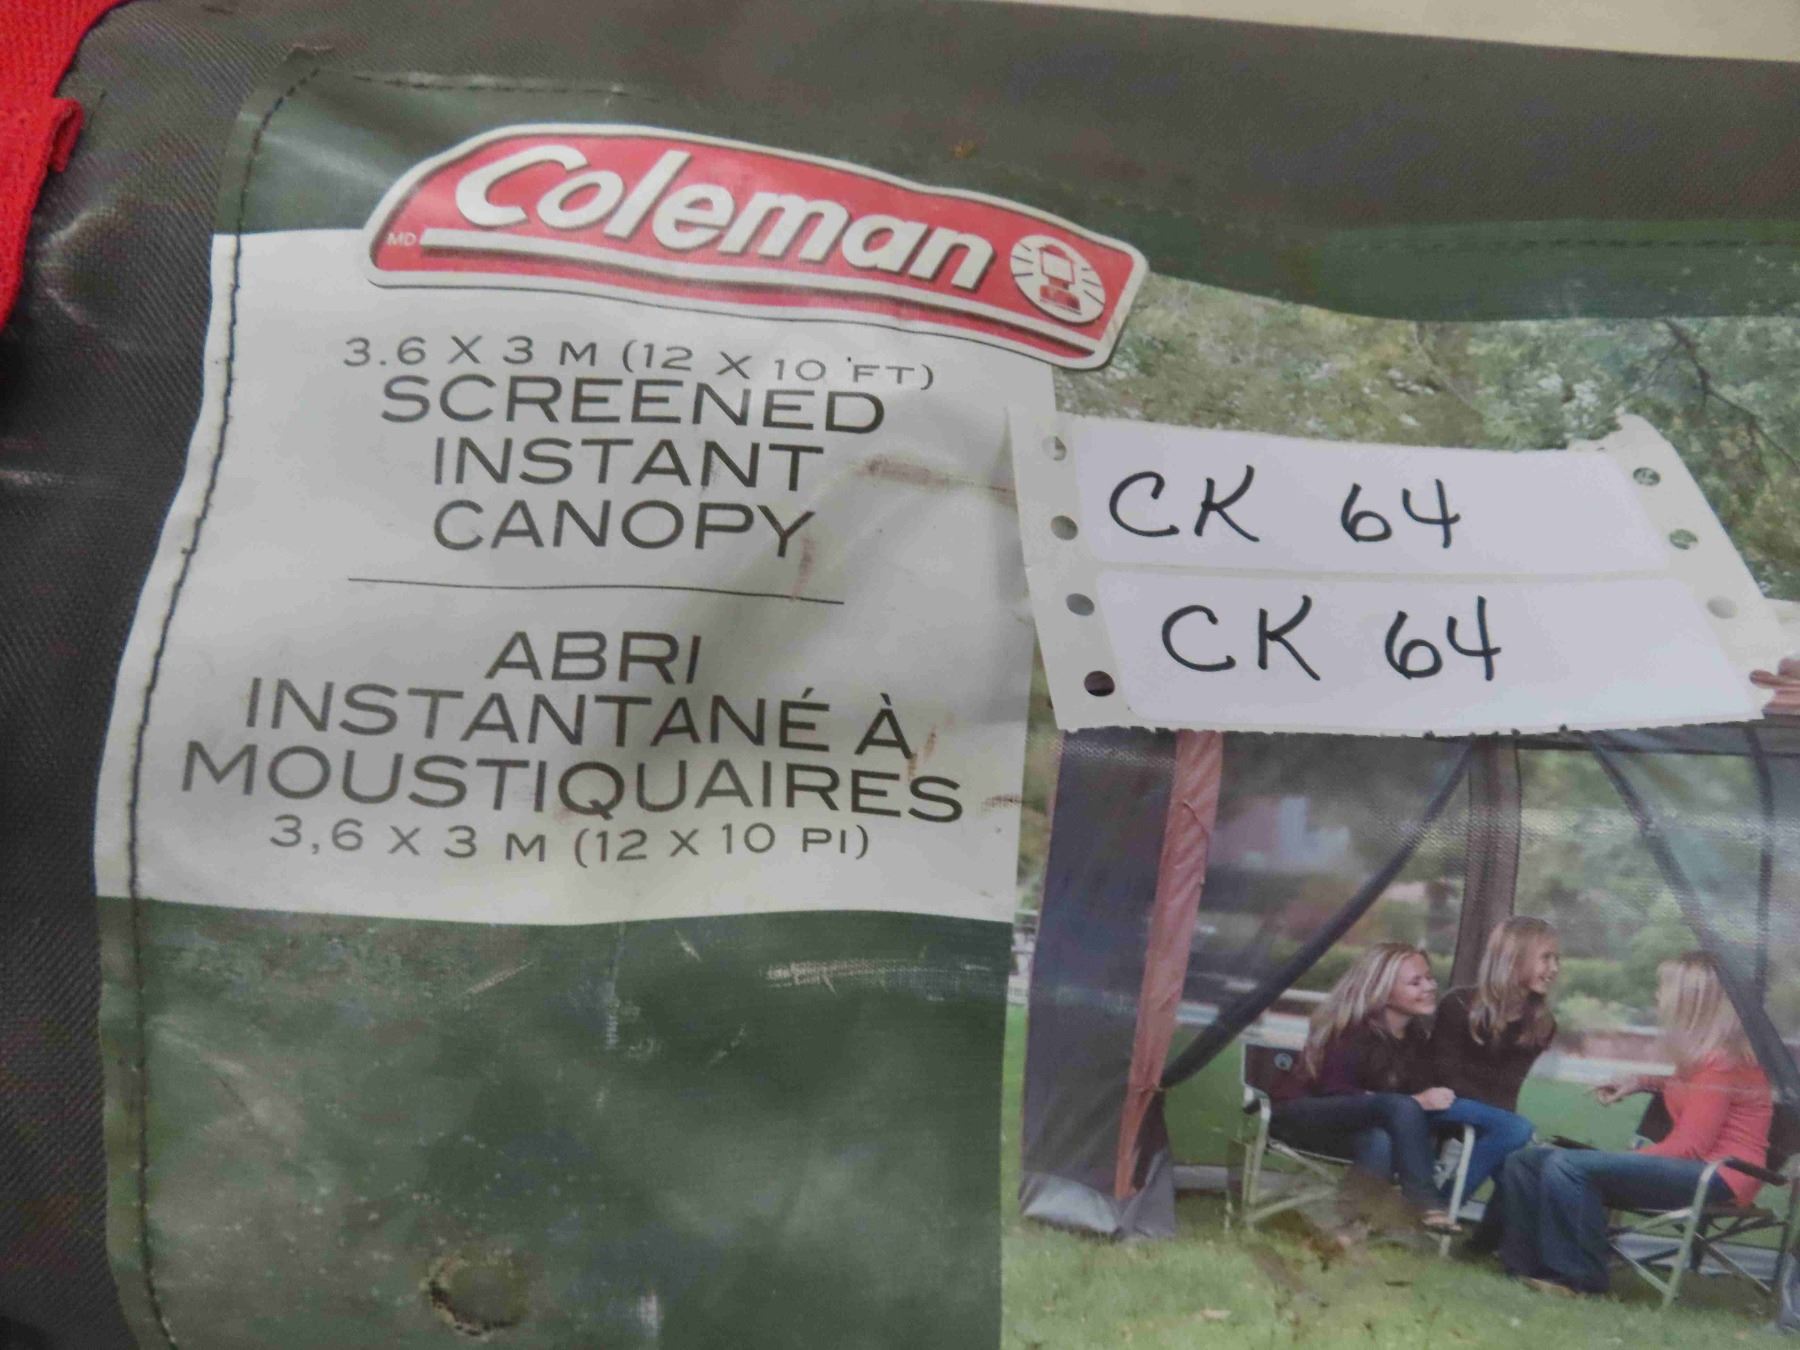 Coleman
MD
3.6 X 3 M (12 X 10 FT)
SCREENED
INSTANT
CANOPY
ABRI
INSTANTANÉ À
MOUSTIQUAIRES
3,6 X 3 M (12 X 10 PI)
CK 64
CK 64